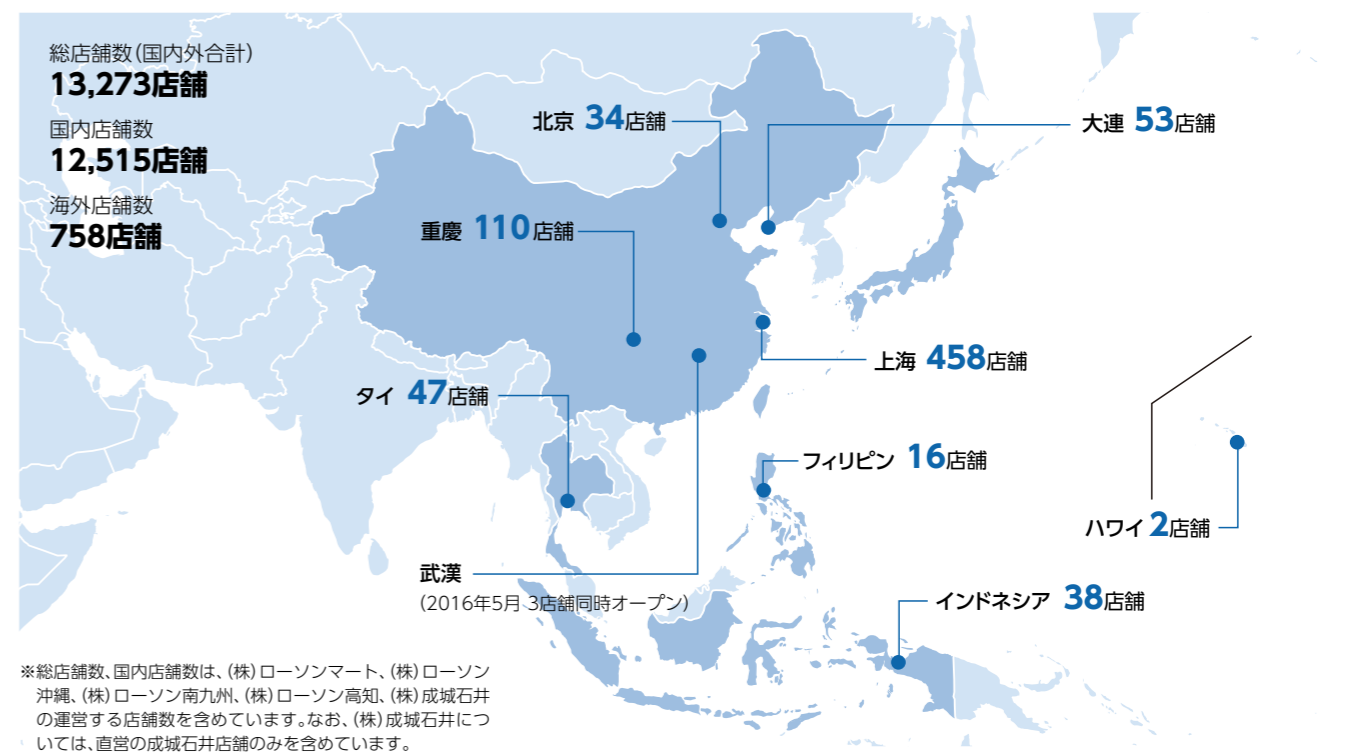 総店舗数(国内外合計)
13,273店舗
国内店舗数
12,515店舗
海外店舗数
758店舗
北京 34店舗
大連 53店舗
重慶 110店舗
上海 458店舗
タイ 47店舗
フィリピン 16店舗
ハワイ 2店舗
武漢
(2016年5月 3店舗同時オープン)
インドネシア 38店舗
※総店舗数、国内店舗数は、(株)ローソンマート、(株)ローソン
沖縄、(株)ローソン南九州、(株)ローソン高知、(株)成城石井
の運営する店舗数を含めています。なお、(株)成城石井につ
いては、直営の成城石井店舗のみを含めています。